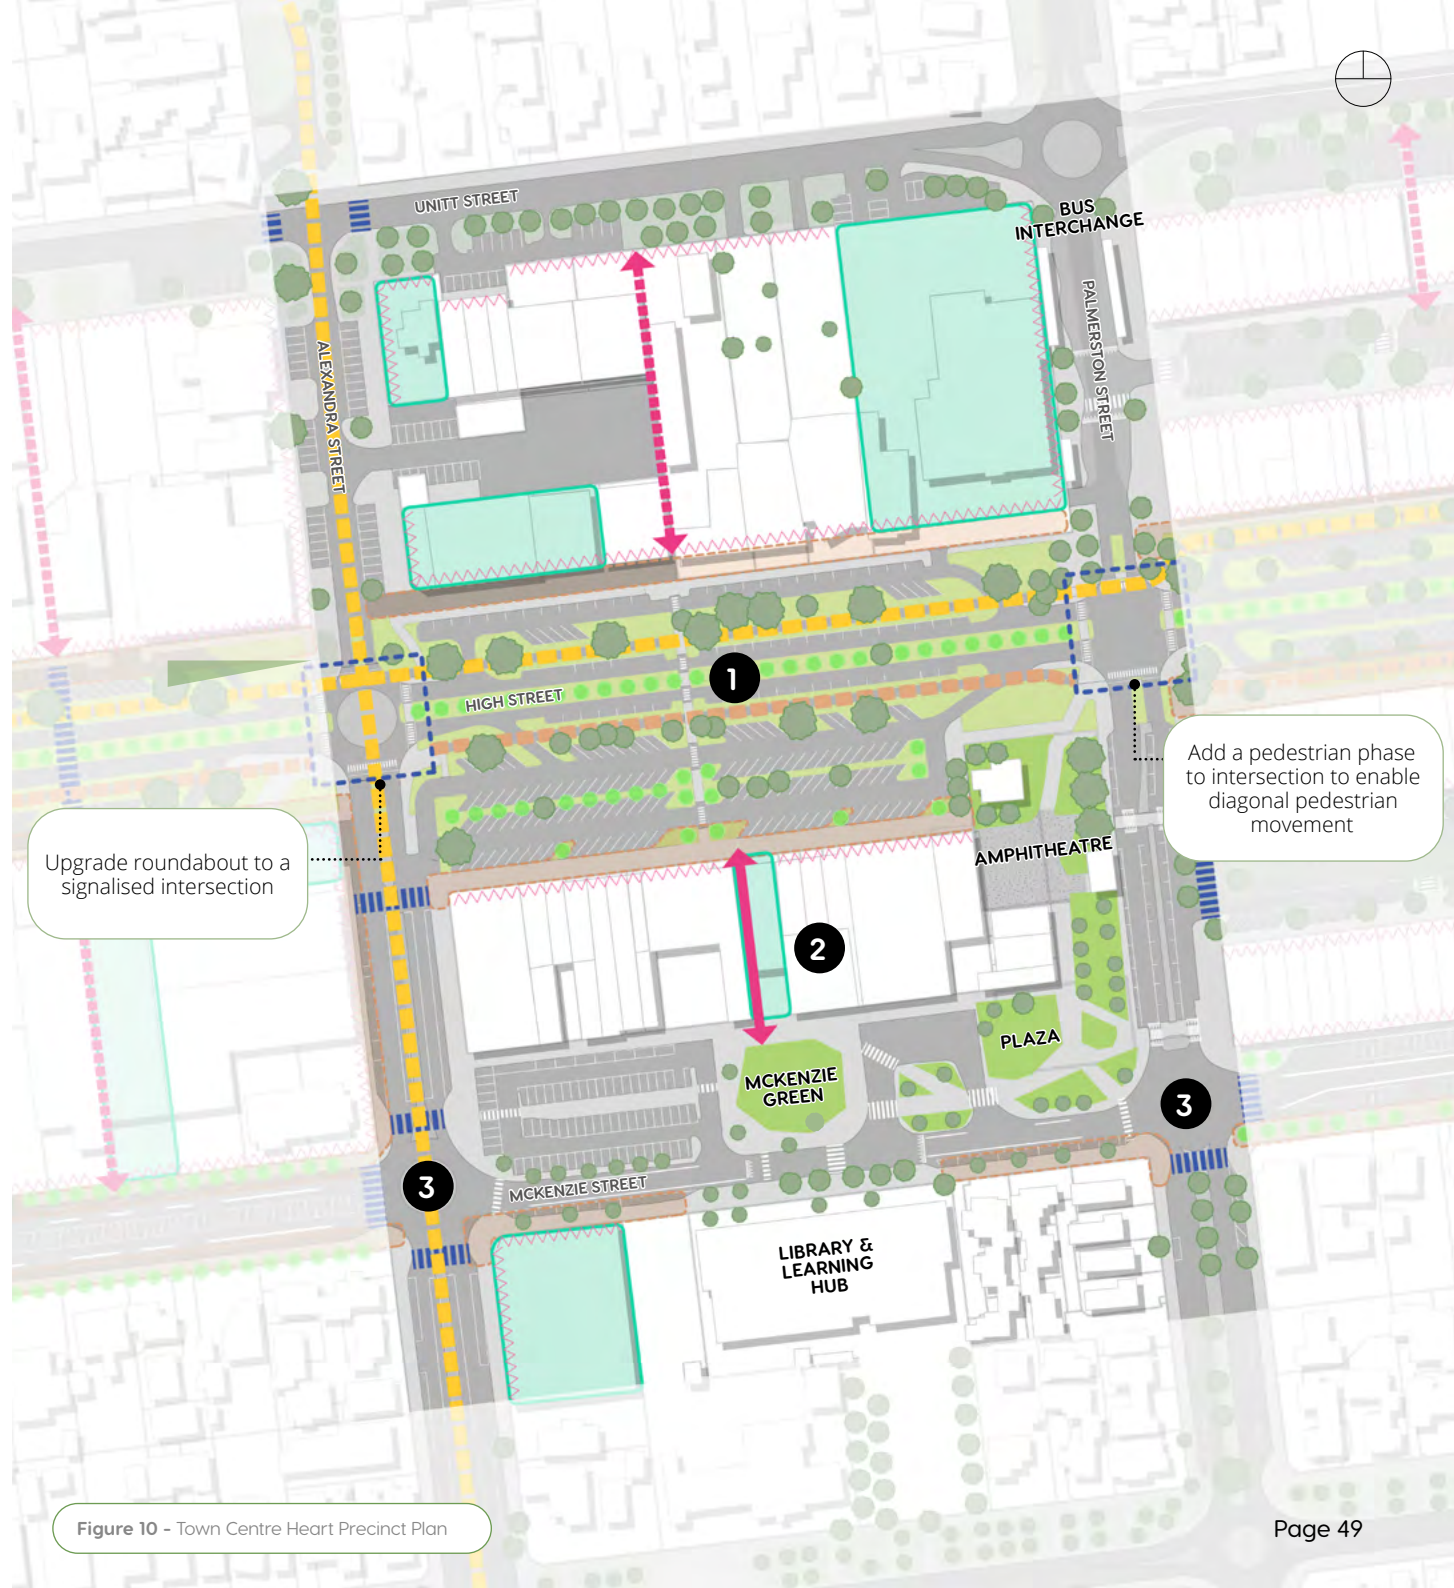 UNITT STREET
BUS
INTERCHANGE
PALMERSTON STREET
ALEXANDRA STREET
1
HIGH STREET
Add a pedestrian phase
to intersection to enable
diagonal pedestrian
movement
Upgrade roundabout to a
signalised intersection
AMPHITHEATRE
2
PLAZA
MCKENZIE
GREEN
3
3
MCKENZIE STREET
LIBRARY &
LEARNING
HUB
Figure 10 - Town Centre Heart Precinct Plan
Page 49